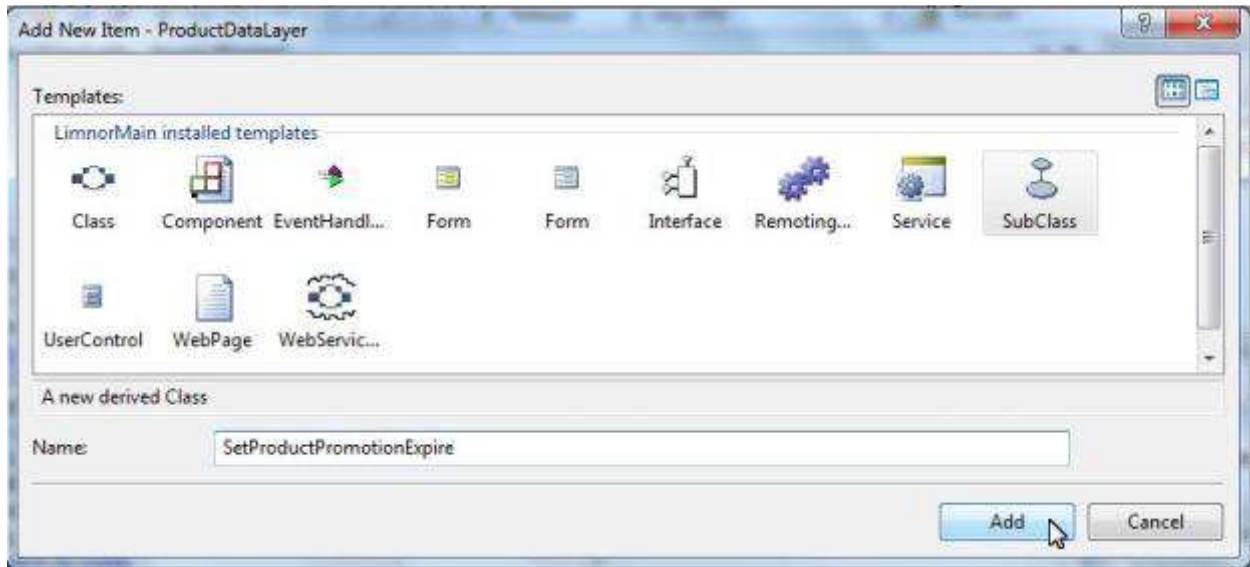 Add New Item - ProductDataLayer
Templates:
LimnorMain installed templates
Class Component EventHandl... Form Form Interface Remoting... Service SubClass
UserControl WebPage WebServic...
A new derived Class
Name: SetProductPromotionExpire
Add Cancel